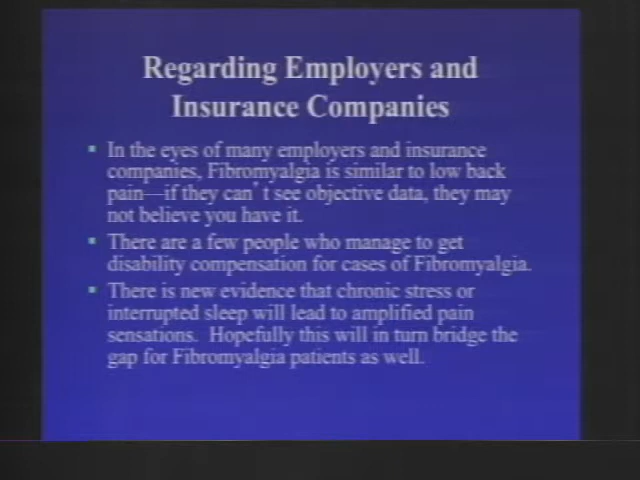 Regarding Employers and
Insurance Companies
In the eyes of many employers and insurance
companies, Fibromyalgia is similar to low back
pain—if they can't see objective data, they may
not believe you have it.
There are a few people who manage to get
disability compensation for cases of Fibromyalgia.
There is new evidence that chronic stress or
interrupted sleep will lead to amplified pain
sensations. Hopefully this will in turn bridge the
gap for Fibromyalgia patients as well.